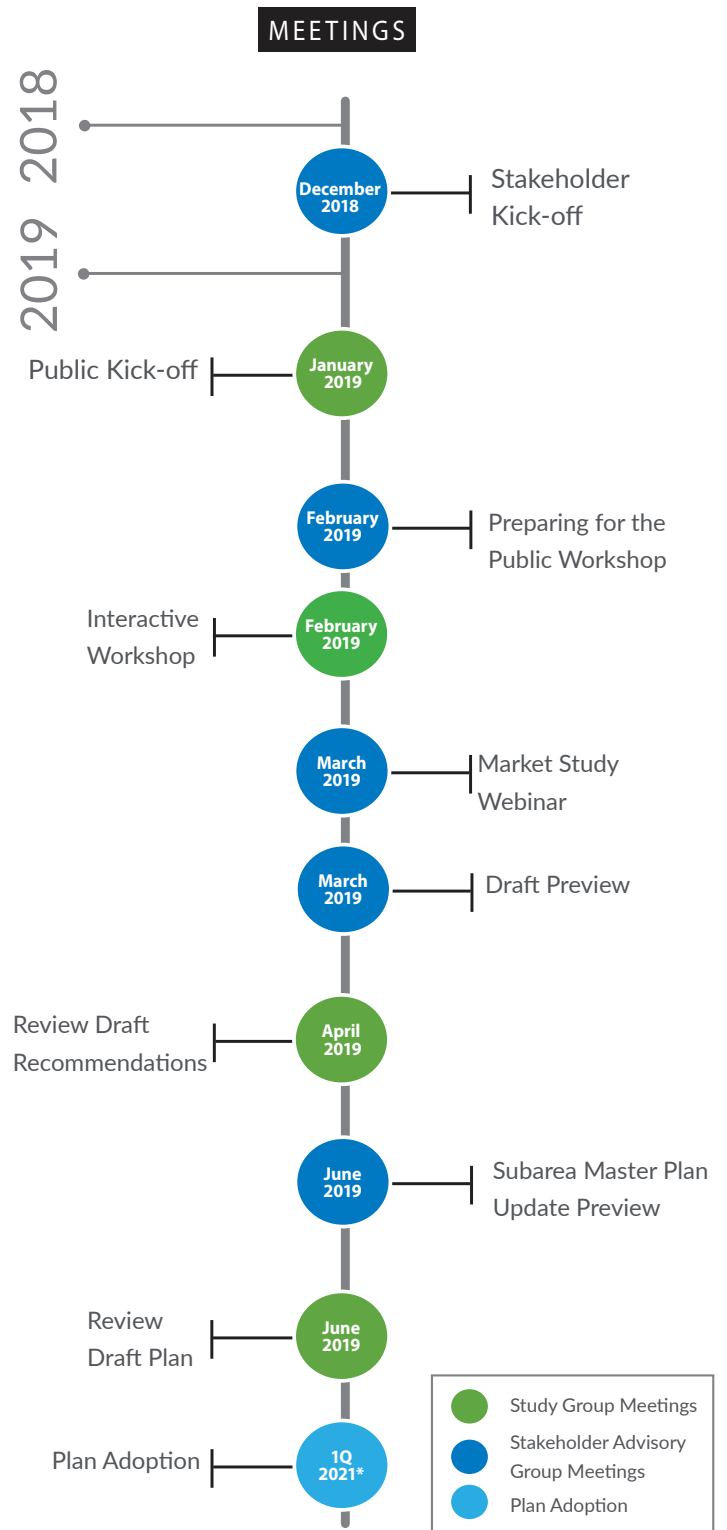 MEETINGS
2018
December
2018
Stakeholder
Kick-off
2019
Public Kick-off
January
2019
February
2019
Preparing for the
Public Workshop
Interactive
Workshop
February
2019
March
2019
Market Study
Webinar
March
2019
Draft Preview
Review Draft
Recommendations
April
2019
June
2019
Subarea Master Plan
Update Preview
Review
Draft Plan
June
2019
Plan Adoption
1Q
2021*
Study Group Meetings
Stakeholder Advisory
Group Meetings
Plan Adoption